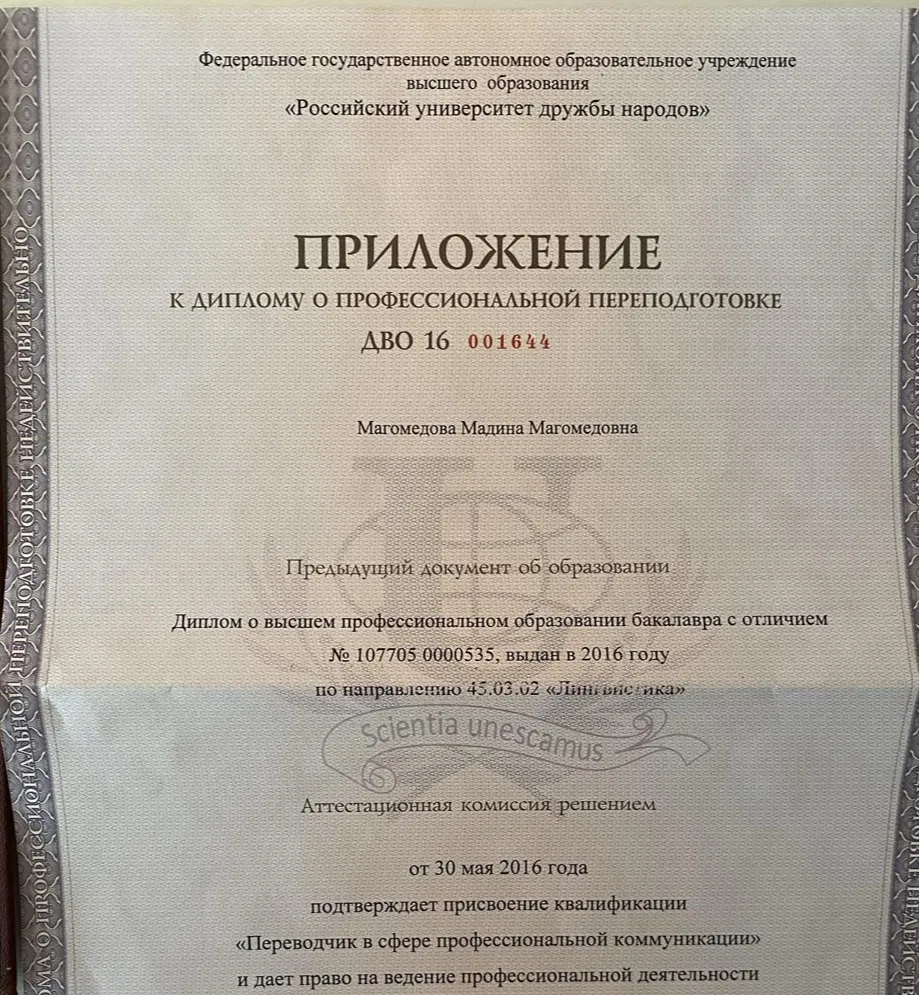 Федеральное государственное автономное образовательное учреждение
высшего образования
«Российский университет дружбы народов»
ПРИЛОЖЕНИЕ
К ДИПЛОМУ О ПРОФЕССИОНАЛЬНОЙ ПЕРЕПОДГОТОВКЕ
ДВО 16 001644
Магомедова Мадина Магомедовна
Предыдущий документ об образовании
Диплом о высшем профессиональном образовании бакалавра с отличием
№ 107705 0000535, выдан в 2016 году
по направлению 45.03.02 «Лингвистика»
Scientia unescamus
Аттестационная комиссия решением
от 30 мая 2016 года
подтверждает присвоение квалификации
«Переводчик в сфере профессиональной коммуникации»
и дает право на ведение профессиональной деятельности
О ПРОФЕССИОНАЛЬНОЙ ПЕРЕПОДГОТОВКЕ НЕДЕЙСТВИТЕЛЬНО